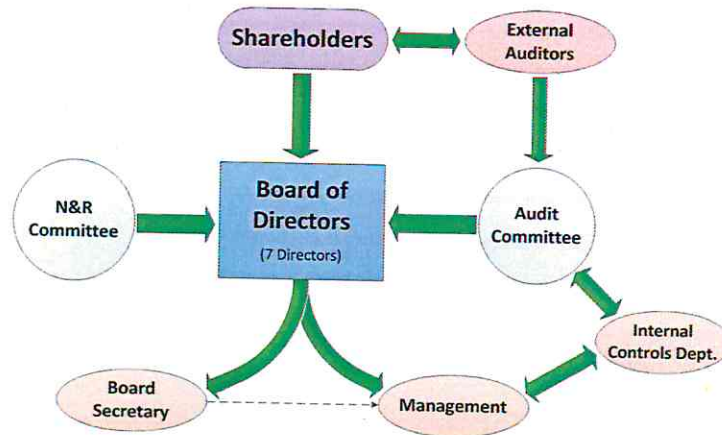 Shareholders
External
Auditors
N&R
Committee
Board of
Directors
(7 Directors)
Audit
Committee
Internal
Controls Dept.
Board
Secretary
Management